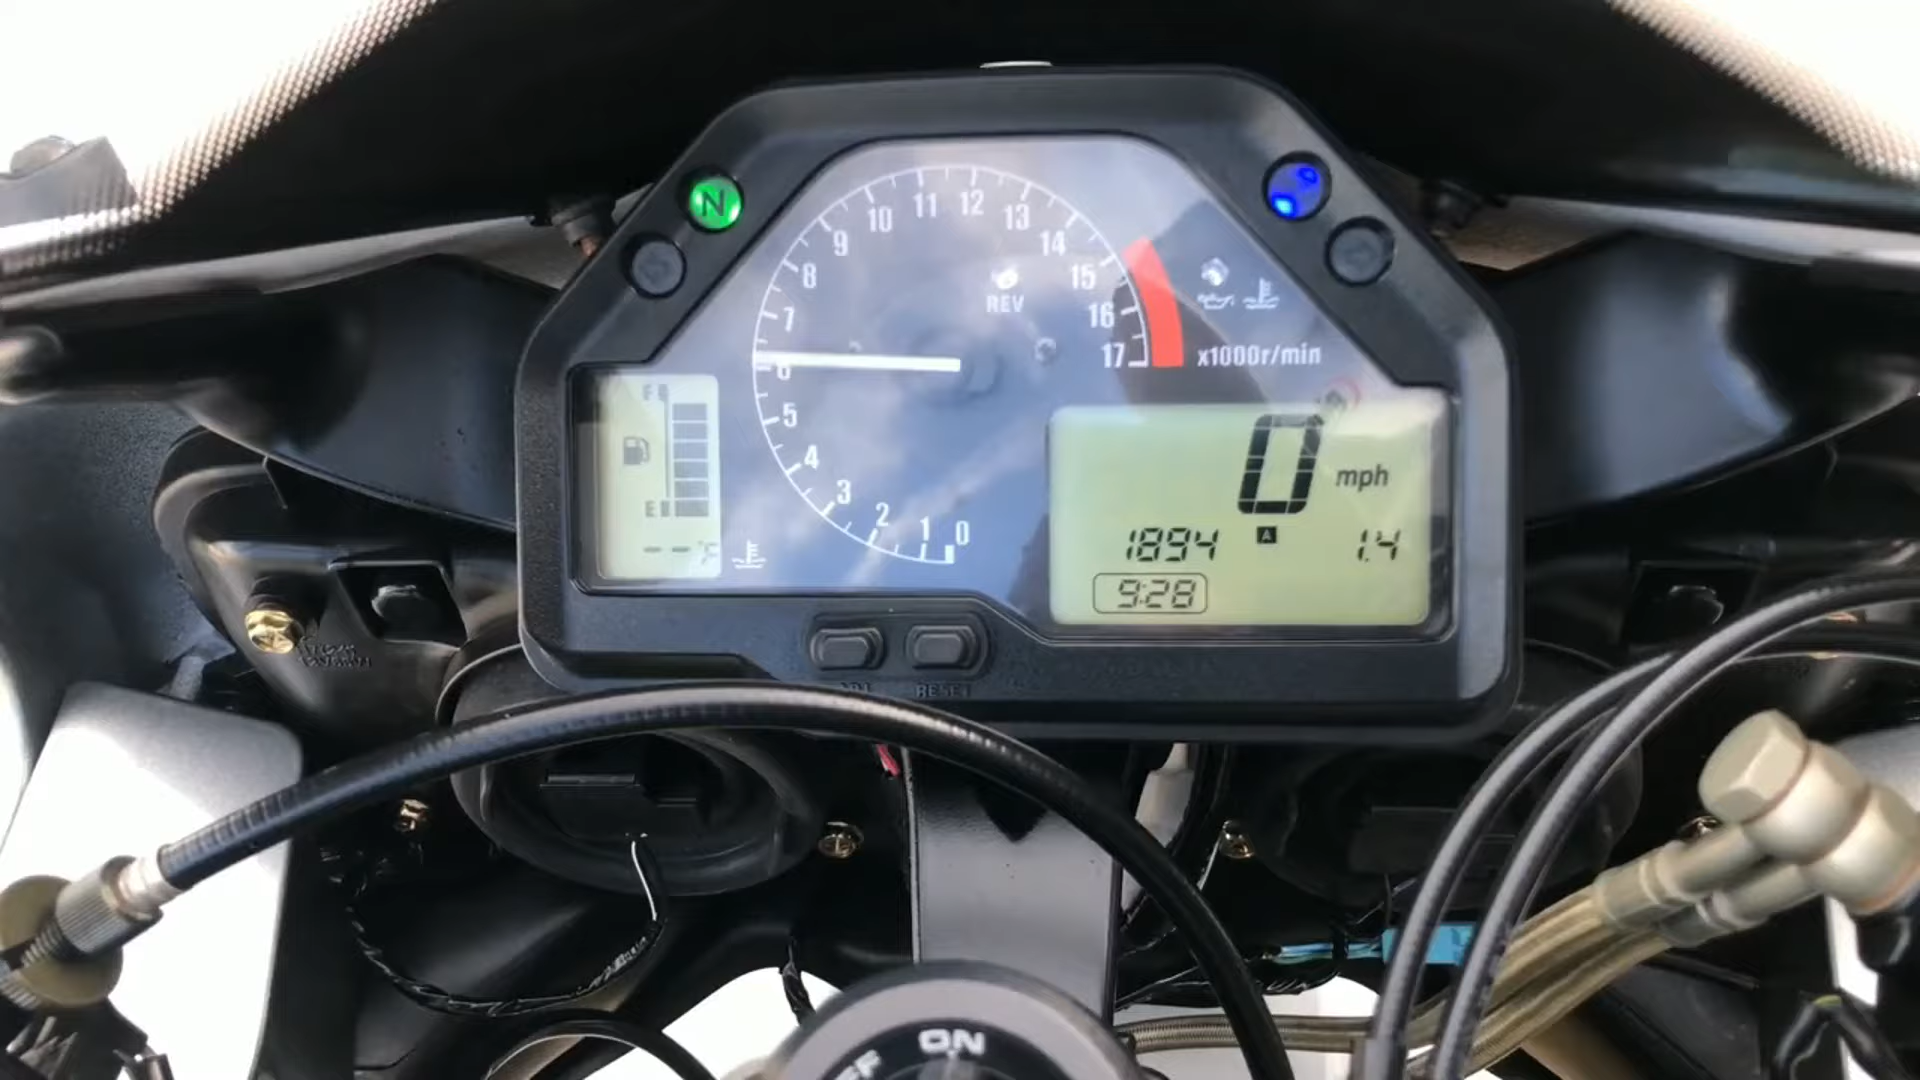 N
11 12
10 13
9 14
8 15
REV
7 16
17 x1000r/min
6
F
5
4
3
2
1 0
E
-- °F
0 mph
1894 A 1.4
9:28
RESET
ON